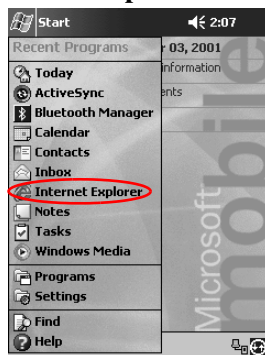 Start 2:07
Recent Programs r 03, 2001
Today information
ActiveSync ents
Bluetooth Manager
Calendar
Contacts
Inbox
Internet Explorer
Notes
Tasks
Windows Media
Programs
Settings
Find
Help
Microsoft
mobile